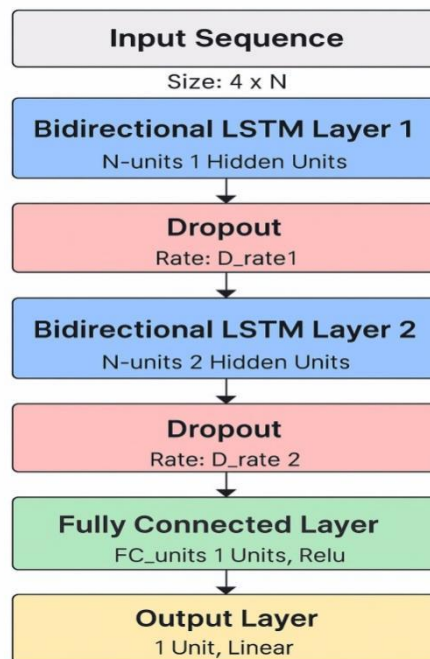 Input Sequence
Size: 4 x N
Bidirectional LSTM Layer 1
N-units 1 Hidden Units
Dropout
Rate: D_rate1
Bidirectional LSTM Layer 2
N-units 2 Hidden Units
Dropout
Rate: D_rate 2
Fully Connected Layer
FC_units 1 Units, Relu
Output Layer
1 Unit, Linear